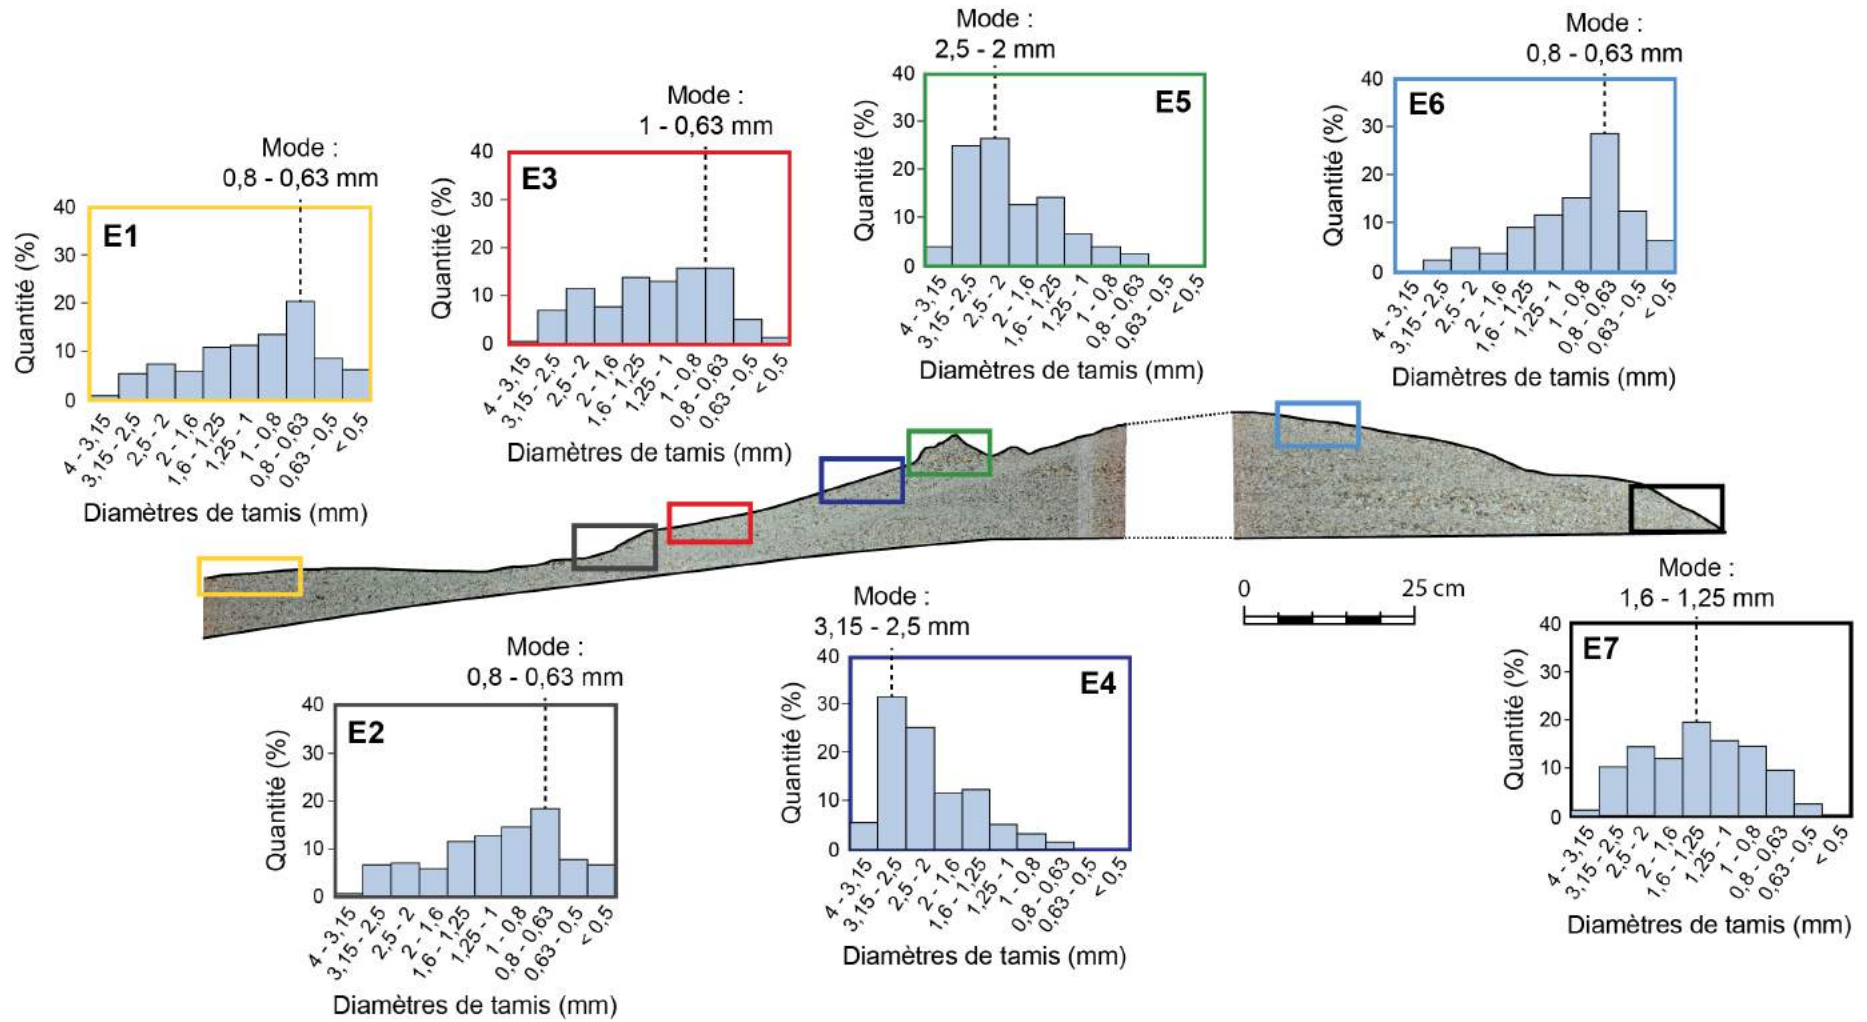 Mode :
0,8 - 0,63 mm
E1
Quantité (%)
40
30
20
10
0
4 - 3,15
3,15 - 2,5
2,5 - 2
2 - 1,6
1,6 - 1,25
1,25 - 1
1 - 0,8
0,8 - 0,63
0,63 - 0,5
< 0,5
Diamètres de tamis (mm)
Mode :
1 - 0,63 mm
E3
Quantité (%)
40
30
20
10
0
4 - 3,15
3,15 - 2,5
2,5 - 2
2 - 1,6
1,6 - 1,25
1,25 - 1
1 - 0,8
0,8 - 0,63
0,63 - 0,5
< 0,5
Diamètres de tamis (mm)
Mode :
2,5 - 2 mm
E5
Quantité (%)
40
30
20
10
0
4 - 3,15
3,15 - 2,5
2,5 - 2
2 - 1,6
1,6 - 1,25
1,25 - 1
1 - 0,8
0,8 - 0,63
0,63 - 0,5
< 0,5
Diamètres de tamis (mm)
Mode :
0,8 - 0,63 mm
E6
Quantité (%)
40
30
20
10
0
4 - 3,15
3,15 - 2,5
2,5 - 2
2 - 1,6
1,6 - 1,25
1,25 - 1
1 - 0,8
0,8 - 0,63
0,63 - 0,5
< 0,5
Diamètres de tamis (mm)
0 25 cm
Mode :
0,8 - 0,63 mm
E2
Quantité (%)
40
30
20
10
0
4 - 3,15
3,15 - 2,5
2,5 - 2
2 - 1,6
1,6 - 1,25
1,25 - 1
1 - 0,8
0,8 - 0,63
0,63 - 0,5
< 0,5
Diamètres de tamis (mm)
Mode :
3,15 - 2,5 mm
E4
Quantité (%)
40
30
20
10
0
4 - 3,15
3,15 - 2,5
2,5 - 2
2 - 1,6
1,6 - 1,25
1,25 - 1
1 - 0,8
0,8 - 0,63
0,63 - 0,5
< 0,5
Diamètres de tamis (mm)
Mode :
1,6 - 1,25 mm
E7
Quantité (%)
40
30
20
10
0
4 - 3,15
3,15 - 2,5
2,5 - 2
2 - 1,6
1,6 - 1,25
1,25 - 1
1 - 0,8
0,8 - 0,63
0,63 - 0,5
< 0,5
Diamètres de tamis (mm)